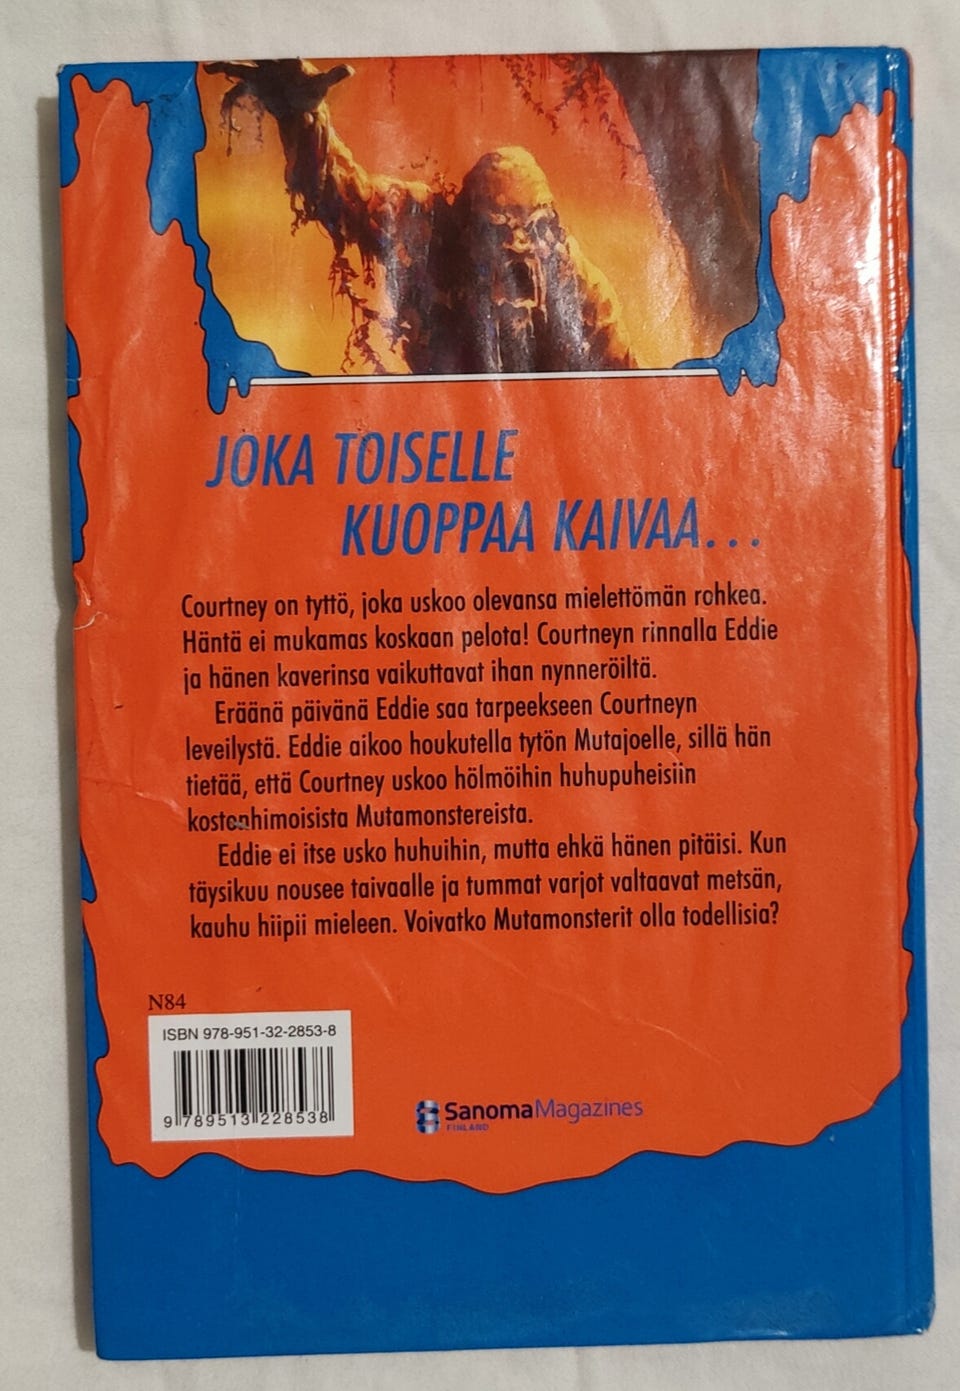 JOKA TOISELLE
KUOPPAA KAIVAA...
Courtney on tyttö, joka uskoo olevansa mielettömän rohkea.
Häntä ei mukamas koskaan pelota! Courtneyn rinnalla Eddie
ja hänen kaverinsa vaikuttavat ihan nynneröiltä.
Eräänä päivänä Eddie saa tarpeekseen Courtneyn
leveilystä. Eddie aikoo houkutella tytön Mutajoelle, sillä hän
tietää, että Courtney uskoo hölmöihin huhupuheisiin
kostonhimoisista Mutamonstereista.
Eddie ei itse usko huhuihin, mutta ehkä hänen pitäisi. Kun
täysikuu nousee taivaalle ja tummat varjot valtaavat metsän,
kauhu hiipii mieleen. Voivatko Mutamonsterit olla todellisia?
N84
ISBN 978-951-32-2853-8
9 789513 228538
SanomaMagazines
FINLAND